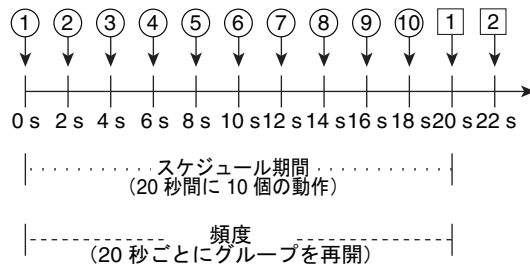 1 2 3 4 5 6 7 8 9 10 1 2
0 s 2 s 4 s 6 s 8 s 10 s 12 s 14 s 16 s 18 s 20 s 22 s
スケジュール期間
(20 秒間に 10 個の動作)
頻度
(20 秒ごとにグループを再開)